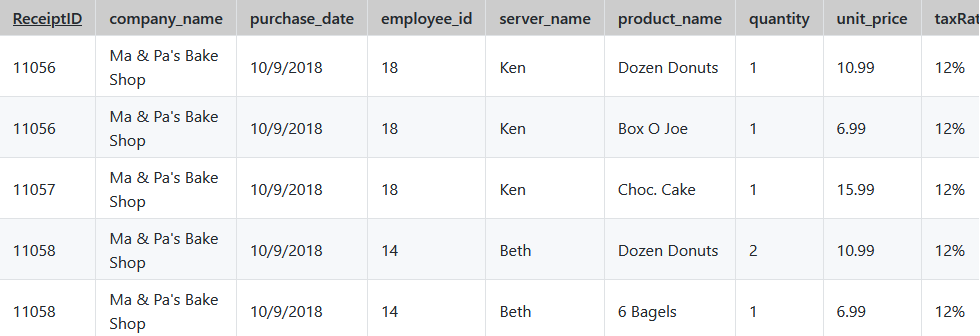 ReceiptID company_name purchase_date employee_id server_name product_name quantity unit_price taxRat
11056 Ma & Pa's Bake Shop 10/9/2018 18 Ken Dozen Donuts 1 10.99 12%
11056 Ma & Pa's Bake Shop 10/9/2018 18 Ken Box O Joe 1 6.99 12%
11057 Ma & Pa's Bake Shop 10/9/2018 18 Ken Choc. Cake 1 15.99 12%
11058 Ma & Pa's Bake Shop 10/9/2018 14 Beth Dozen Donuts 2 10.99 12%
11058 Ma & Pa's Bake Shop 10/9/2018 14 Beth 6 Bagels 1 6.99 12%